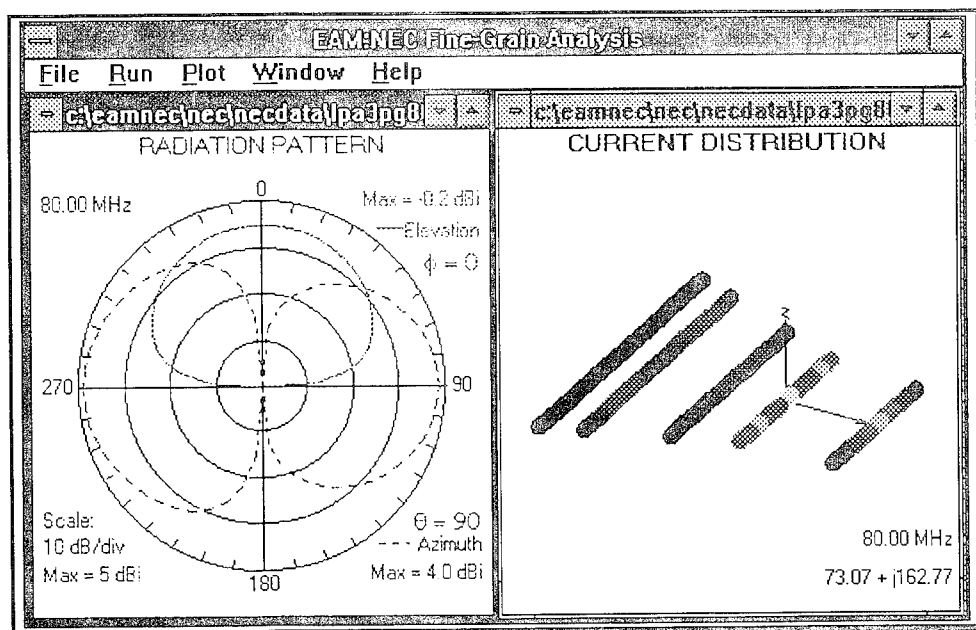 EAM:NEC Fine Grain Analysis
File Run Plot Window Help
c:\eamnec\nec\necdata\lpa3pg8
RADIATION PATTERN
80.00 MHz
0
Max = -0.2 dBi
Elevation
ϕ = 0
270
90
Scale:
10 dB/div
Max = 5 dBi
θ = 90
Azimuth
Max = 4.0 dBi
180
c:\eamnec\nec\necdata\lpa3pg8
CURRENT DISTRIBUTION
z
80.00 MHz
73.07 + j162.77